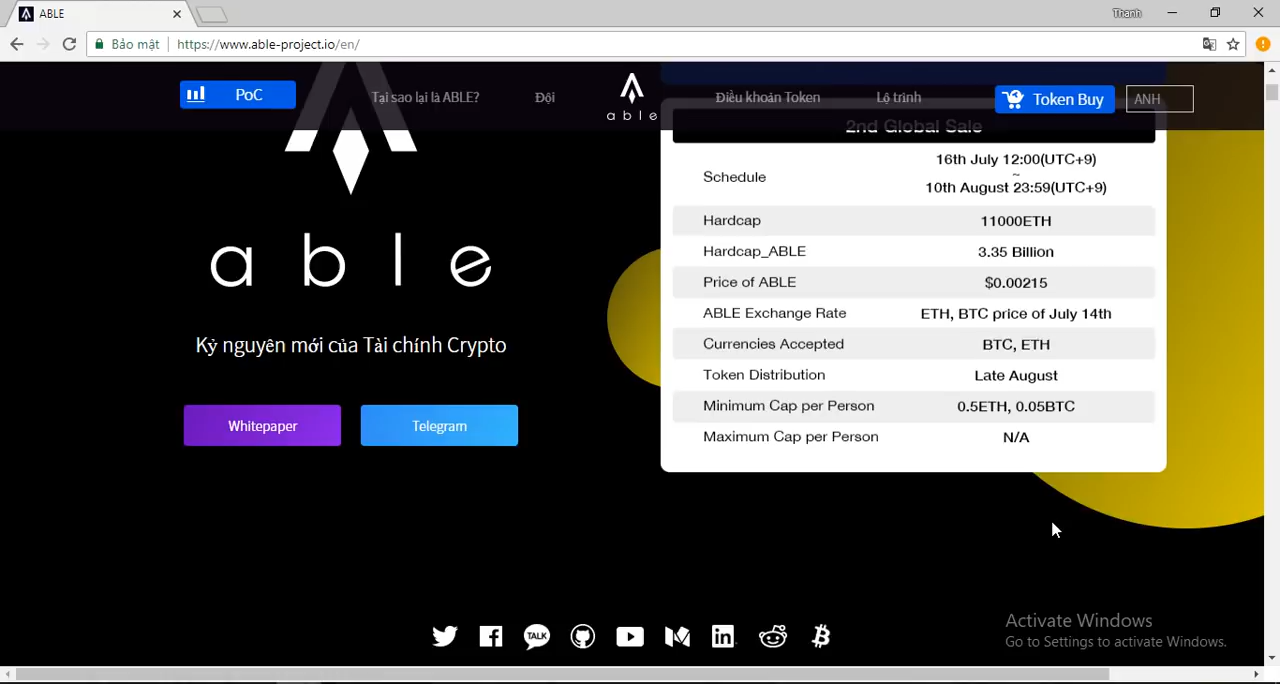 ABLE
Thanh
Bảo mật
https://www.able-project.io/en/
PoC
Tại sao lại là ABLE?
Đội
able
Điều khoản Token
Lộ trình
Token Buy
ANH
able
Kỷ nguyên mới của Tài chính Crypto
Whitepaper
Telegram
2nd Global Sale
Schedule
16th July 12:00(UTC+9)
~
10th August 23:59(UTC+9)
Hardcap
11000ETH
Hardcap_ABLE
3.35 Billion
Price of ABLE
$0.00215
ABLE Exchange Rate
ETH, BTC price of July 14th
Currencies Accepted
BTC, ETH
Token Distribution
Late August
Minimum Cap per Person
0.5ETH, 0.05BTC
Maximum Cap per Person
N/A
TALK
Activate Windows
Go to Settings to activate Windows.